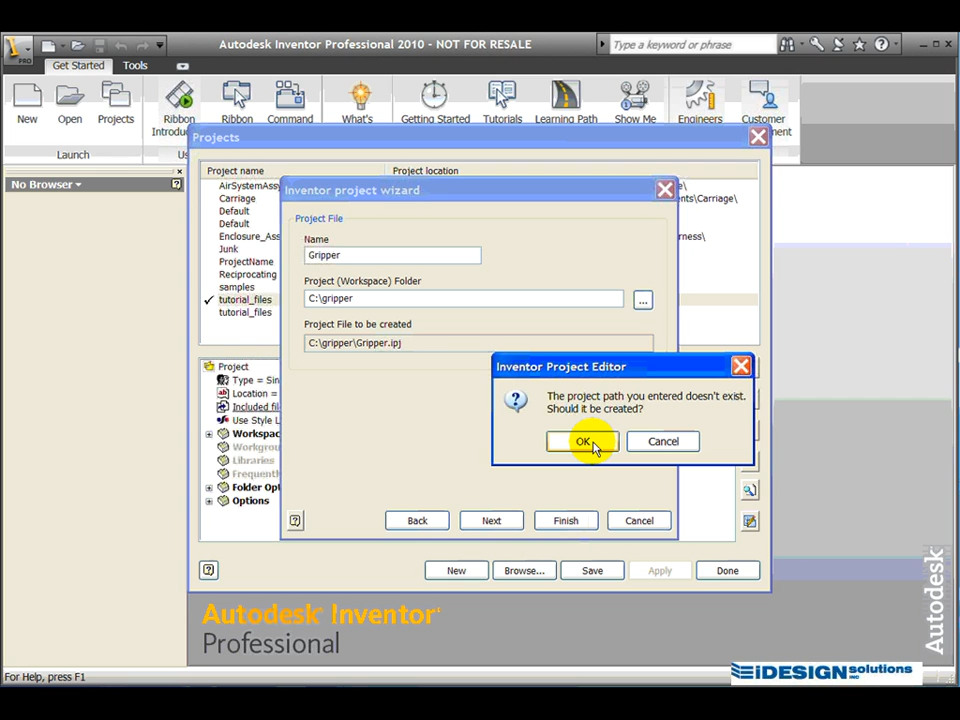 PRO
Autodesk Inventor Professional 2010 - NOT FOR RESALE
Type a keyword or phrase
Get Started Tools
New Open Projects Ribbon Ribbon Command What's Getting Started Tutorials Learning Path Show Me Engineers Customer
Launch
No Browser
Projects
Project name Project location
Carriage
ents\Carriage\
Default
Default
rness\
Junk
ProjectName
Reciprocating
samples
tutorial_files
tutorial_files
Inventor project wizard
Project File
Name
Gripper
Project (Workspace) Folder
C:\gripper
...
Project File to be created
C:\gripper\Gripper.ipj
Inventor Project Editor
The project path you entered doesn't exist.
Should it be created?
OK Cancel
Project
Type = Sin
Location =
Included fil
Use Style L
Workspac
Workgrou
Libraries
Frequentl
Folder Opt
Options
Back Next Finish Cancel
New Browse... Save Apply Done
Autodesk Inventor
Professional
Autodesk
For Help, press F1
iDESIGN solutions INC